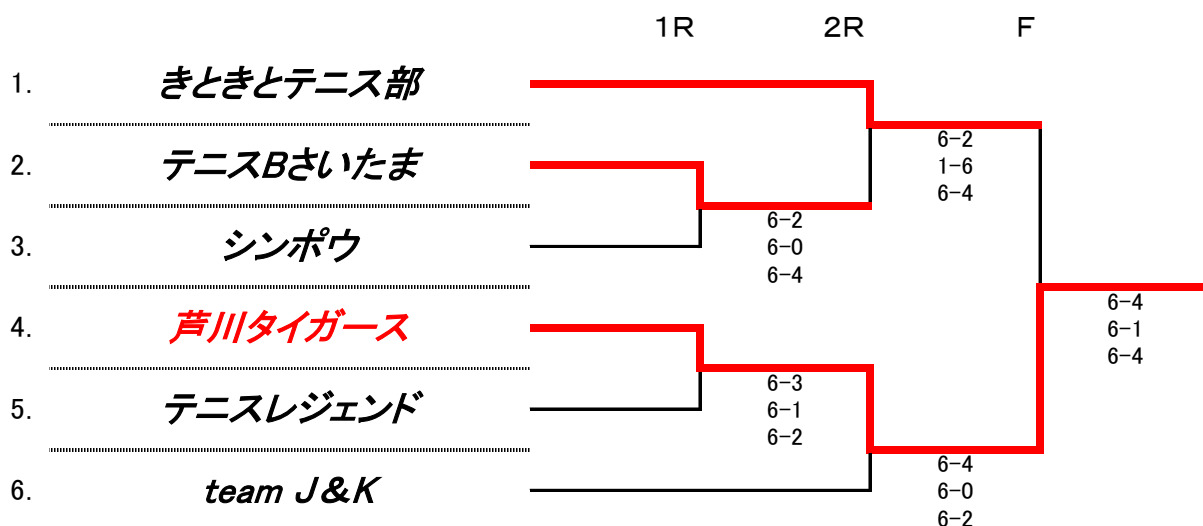 1R 2R F
1. きときとテニス部
6-2
2. テニスBさいたま
1-6
6-4
6-2
3. シンポウ
6-0
6-4
6-4
4. 芦川タイガース
6-1
6-4
6-3
5. テニスレジェンド
6-1
6-2
6-4
6. team J&K
6-0
6-2